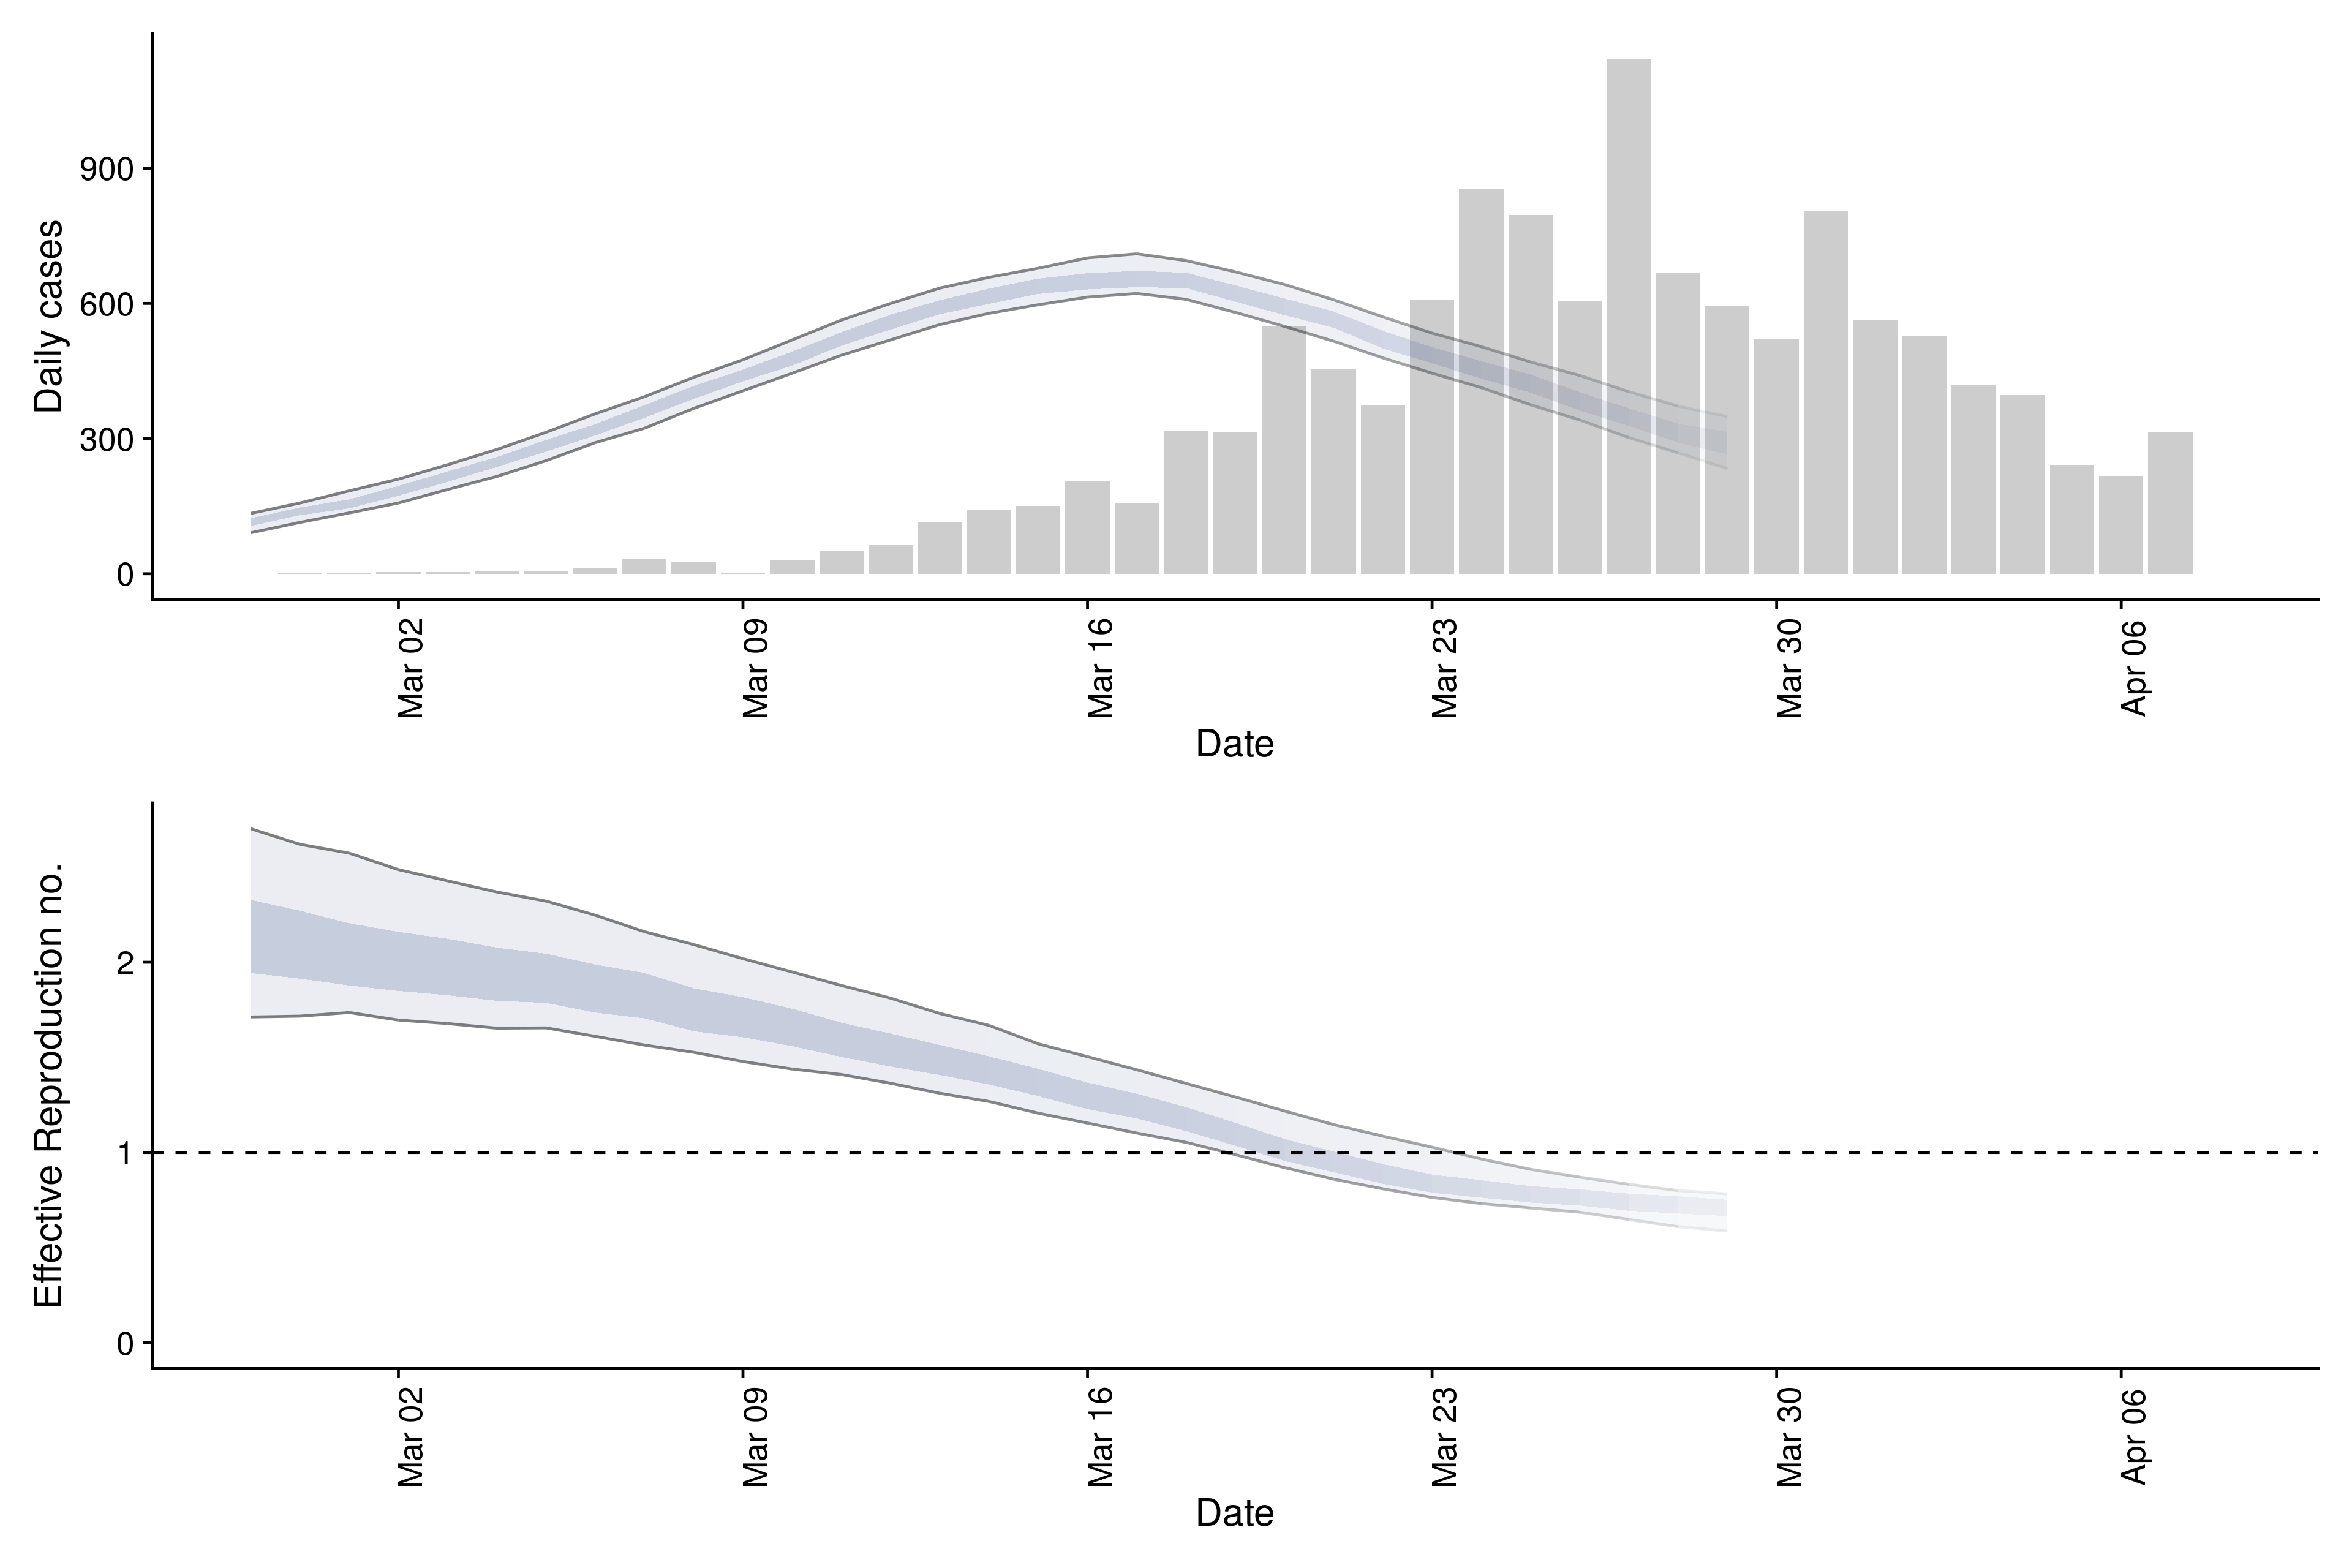 Daily cases
900
600
300
0
Mar 02
Mar 09
Mar 16
Mar 23
Mar 30
Apr 06
Date
Effective Reproduction no.
2
1
0
Mar 02
Mar 09
Mar 16
Mar 23
Mar 30
Apr 06
Date